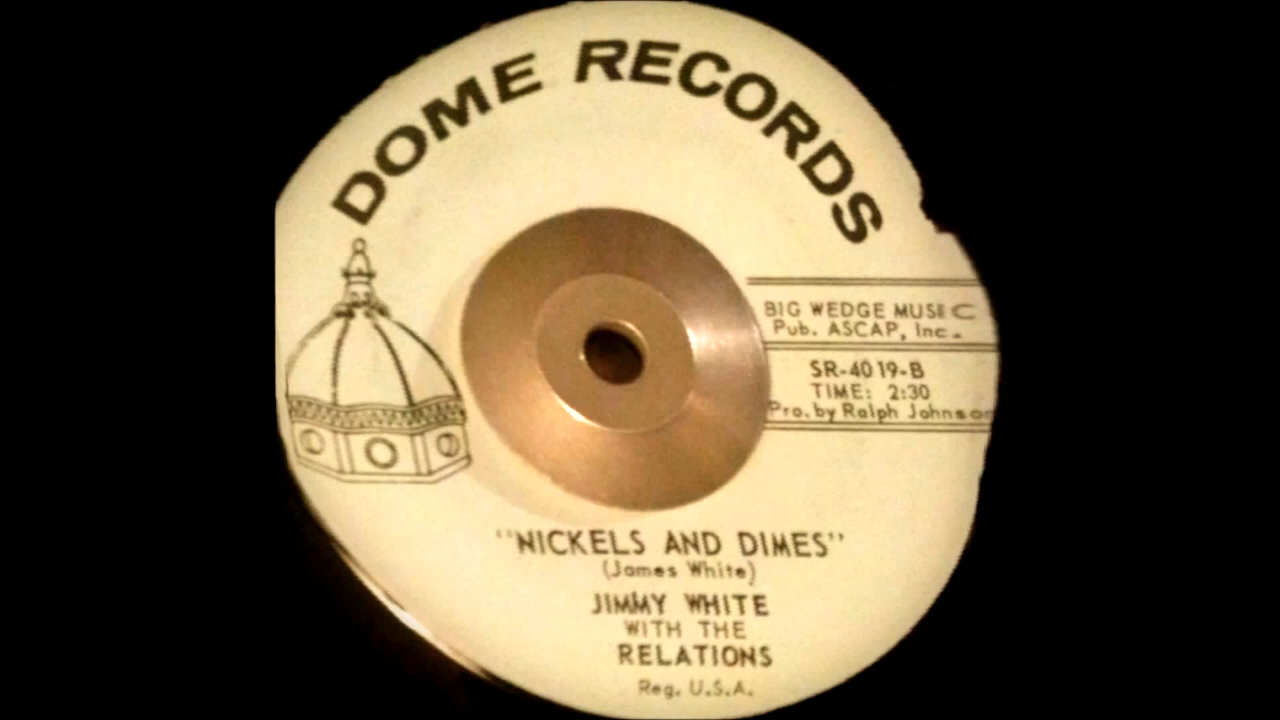 DOME RECORDS
BIG WEDGE MUSIC
Pub. ASCAP, Inc.
SR-4019-B
TIME: 2:30
Pro. by Ralph Johnson
"NICKELS AND DIMES"
(James White)
JIMMY WHITE
WITH THE
RELATIONS
Reg. U.S.A.